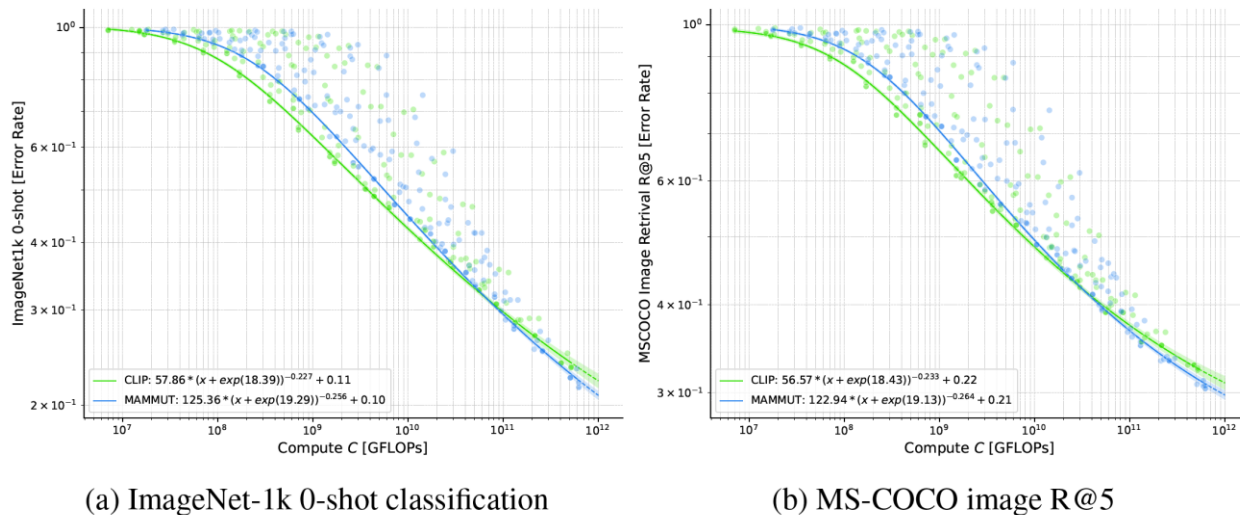 ImageNet1k 0-shot [Error Rate]
10⁰
6 × 10⁻¹
4 × 10⁻¹
3 × 10⁻¹
2 × 10⁻¹
CLIP: 57.86 * (x + exp(18.39))⁻⁰·²²⁷ + 0.11
MAMMUT: 125.36 * (x + exp(19.29))⁻⁰·²⁵⁶ + 0.10
10⁷ 10⁸ 10⁹ 10¹⁰ 10¹¹ 10¹²
Compute C [GFLOPs]
(a) ImageNet-1k 0-shot classification
MSCOCO Image Retrival R@5 [Error Rate]
10⁰
6 × 10⁻¹
4 × 10⁻¹
3 × 10⁻¹
CLIP: 56.57 * (x + exp(18.43))⁻⁰·²³³ + 0.22
MAMMUT: 122.94 * (x + exp(19.13))⁻⁰·²⁶⁴ + 0.21
10⁷ 10⁸ 10⁹ 10¹⁰ 10¹¹ 10¹²
Compute C [GFLOPs]
(b) MS-COCO image R@5